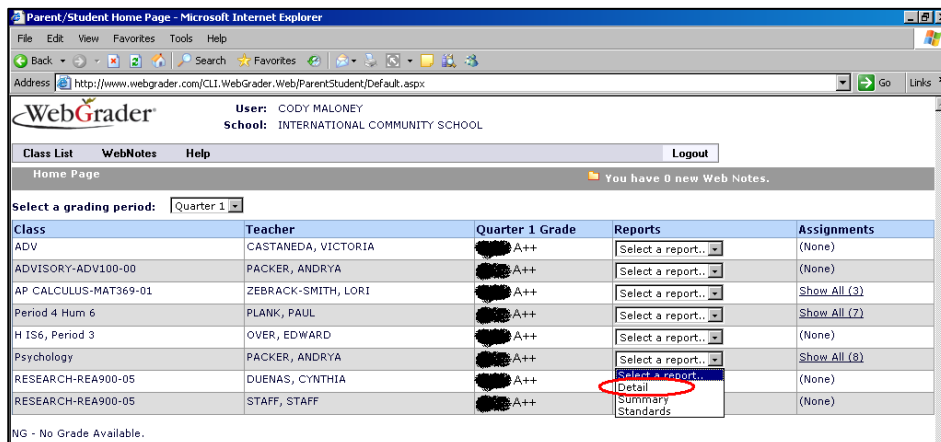 Parent/Student Home Page - Microsoft Internet Explorer
File Edit View Favorites Tools Help
Back Search Favorites
Address http://www.webgrader.com/CLI.WebGrader.Web/ParentStudent/Default.aspx Go Links
WebGrader User: CODY MALONEY
School: INTERNATIONAL COMMUNITY SCHOOL
Class List WebNotes Help Logout
Home Page You have 0 new Web Notes.
Select a grading period: Quarter 1
Class Teacher Quarter 1 Grade Reports Assignments
ADV CASTANEDA, VICTORIA A++ Select a report.. (None)
ADVISORY-ADV100-00 PACKER, ANDRYA A++ Select a report.. (None)
AP CALCULUS-MAT369-01 ZEBRACK-SMITH, LORI A++ Select a report.. Show All (3)
Period 4 Hum 6 PLANK, PAUL A++ Select a report.. Show All (7)
H IS6, Period 3 OVER, EDWARD A++ Select a report.. (None)
Psychology PACKER, ANDRYA A++ Select a report.. Show All (8)
RESEARCH-REA900-05 DUENAS, CYNTHIA A++ Select a report.. (None)
Detail
RESEARCH-REA900-05 STAFF, STAFF A++ Summary (None)
Standards
NG - No Grade Available.